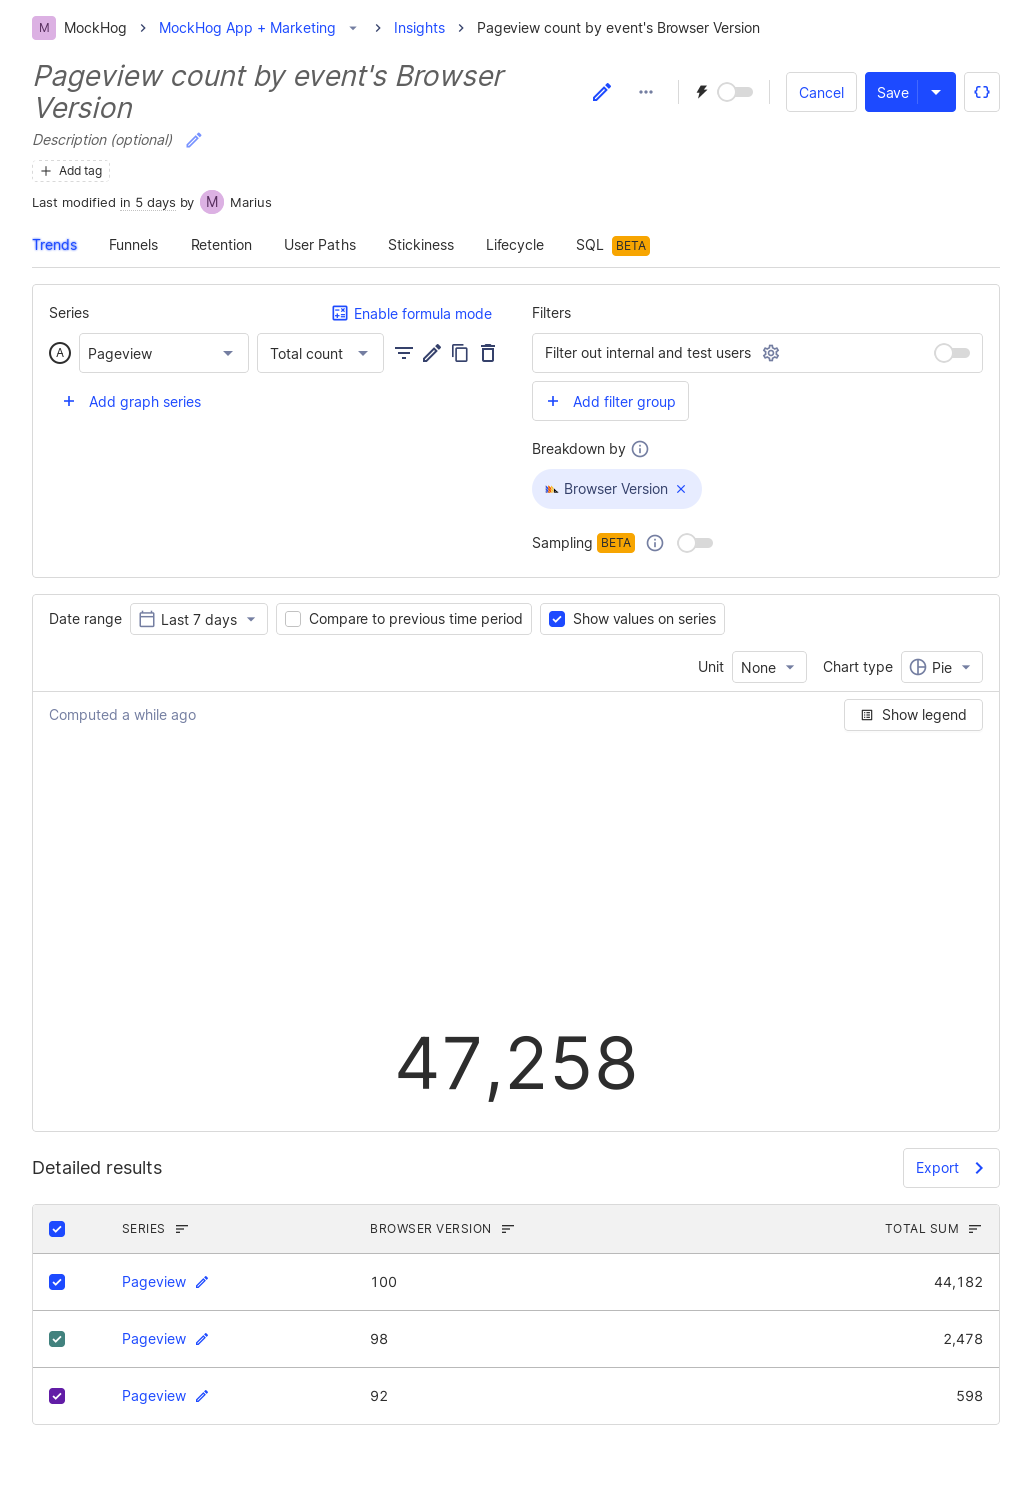 M MockHog > MockHog App + Marketing > Insights > Pageview count by event's Browser Version
Pageview count by event's Browser
Version
Cancel Save {}
Description (optional)
+ Add tag
Last modified in 5 days by M Marius
Trends Funnels Retention User Paths Stickiness Lifecycle SQL BETA
Series Enable formula mode
A Pageview Total count
+ Add graph series
Filters
Filter out internal and test users
+ Add filter group
Breakdown by
Browser Version ×
Sampling BETA
Date range Last 7 days Compare to previous time period Show values on series
Unit None Chart type Pie
Computed a while ago Show legend
47,258
Detailed results Export >
SERIES BROWSER VERSION TOTAL SUM
Pageview 100 44,182
Pageview 98 2,478
Pageview 92 598